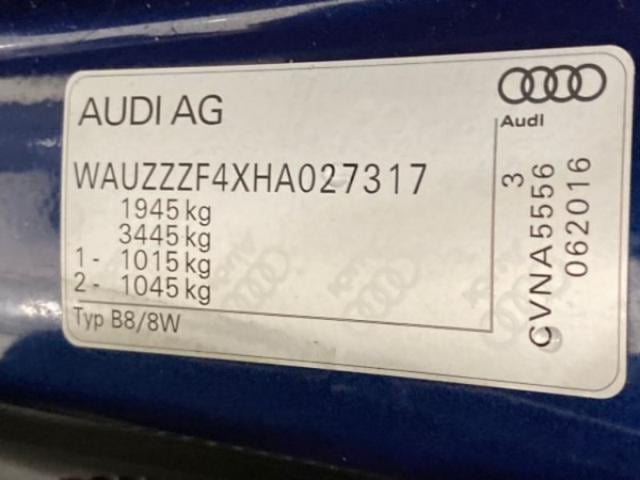 AUDI AG
Audi
WAUZZZF4XHA027317
1945 kg
3445 kg
1 - 1015 kg
2 - 1045 kg
Typ B8/8W
3
CVNA5556
062016